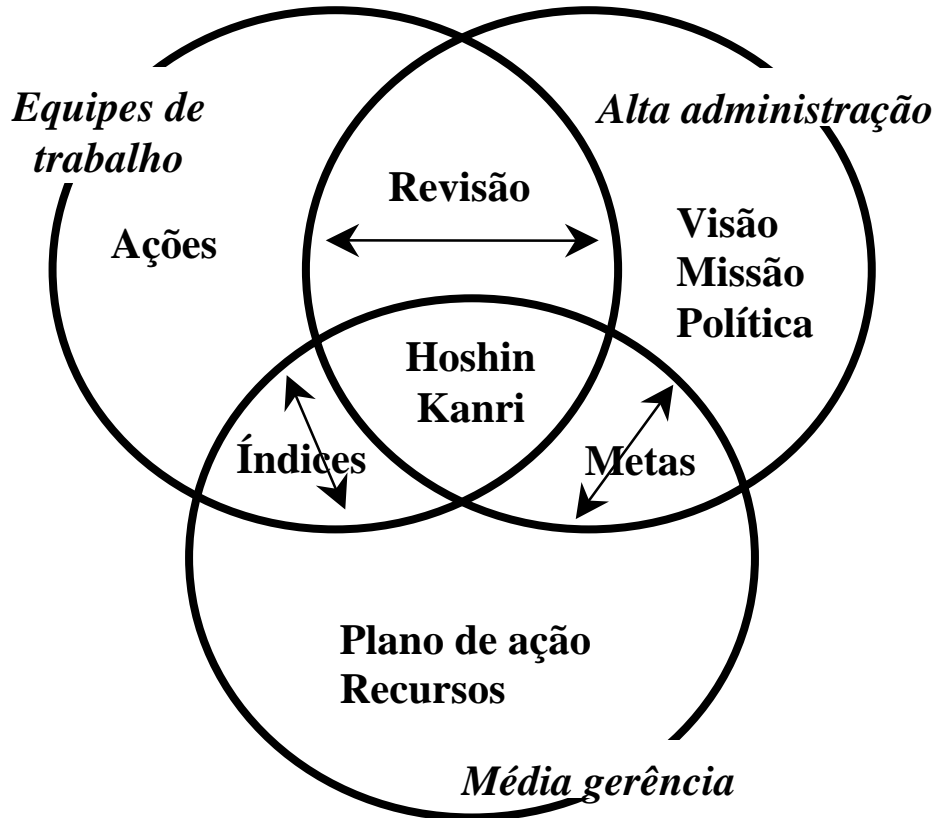 Equipes de
trabalho
Alta administração
Revisão
Ações
Visão
Missão
Política
Hoshin
Kanri
Índices
Metas
Plano de ação
Recursos
Média gerência